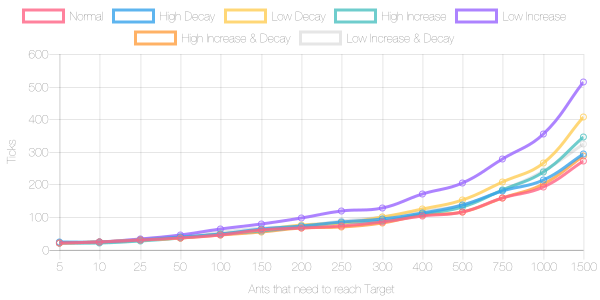 Normal High Decay Low Decay High Increase Low Increase
High Increase & Decay Low Increase & Decay
600
500
400
300
200
100
0
Ticks
5 10 25 50 100 150 200 250 300 400 500 750 1000 1500
Ants that need to reach Target